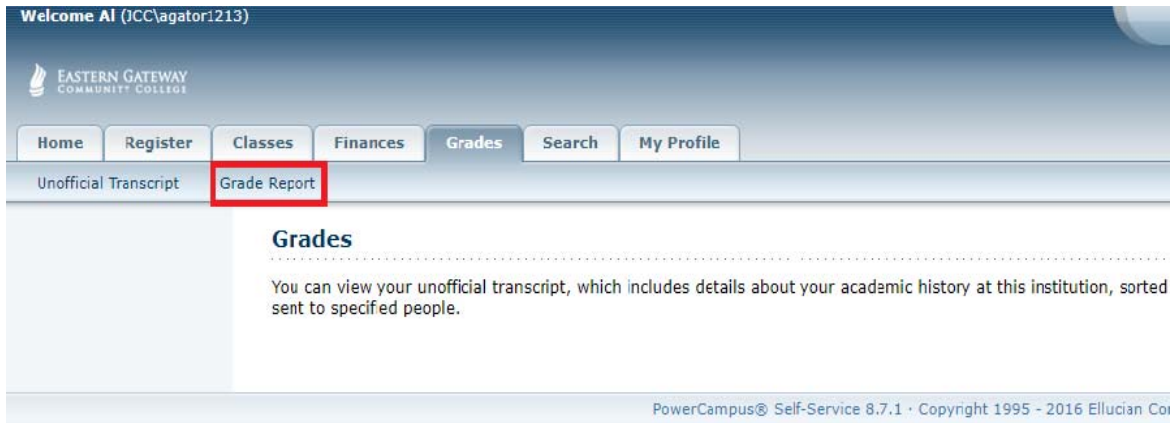 Welcome Al (JCC\agator1213)
EASTERN GATEWAY
COMMUNITY COLLEGE
Home Register Classes Finances Grades Search My Profile
Unofficial Transcript Grade Report
Grades
You can view your unofficial transcript, which includes details about your academic history at this institution, sorted
sent to specified people.
PowerCampus® Self-Service 8.7.1 · Copyright 1995 - 2016 Ellucian Co